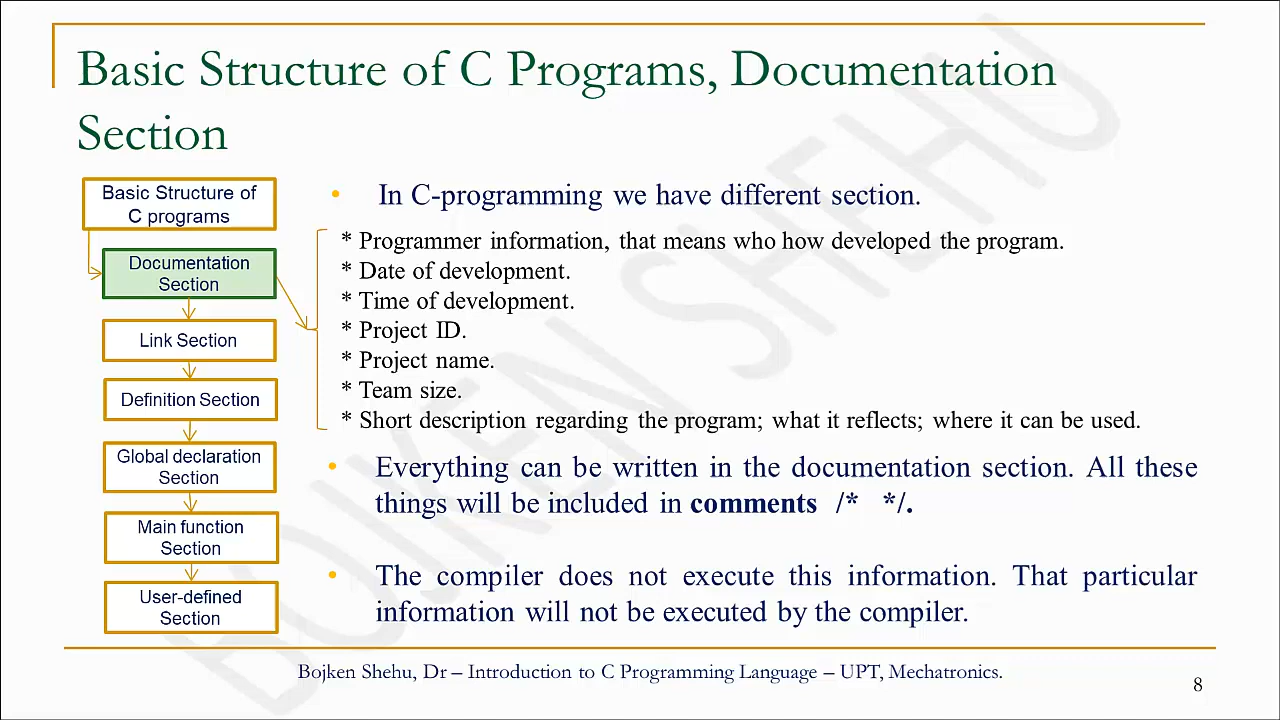 Basic Structure of C Programs, Documentation
Section
Basic Structure of
C programs
Documentation
Section
Link Section
Definition Section
Global declaration
Section
Main function
Section
User-defined
Section
• In C-programming we have different section.
* Programmer information, that means who how developed the program.
* Date of development.
* Time of development.
* Project ID.
* Project name.
* Team size.
* Short description regarding the program; what it reflects; where it can be used.
• Everything can be written in the documentation section. All these
things will be included in comments /* */.
• The compiler does not execute this information. That particular
information will not be executed by the compiler.
Bojken Shehu, Dr – Introduction to C Programming Language – UPT, Mechatronics.
8
BOJKEN SHEHU